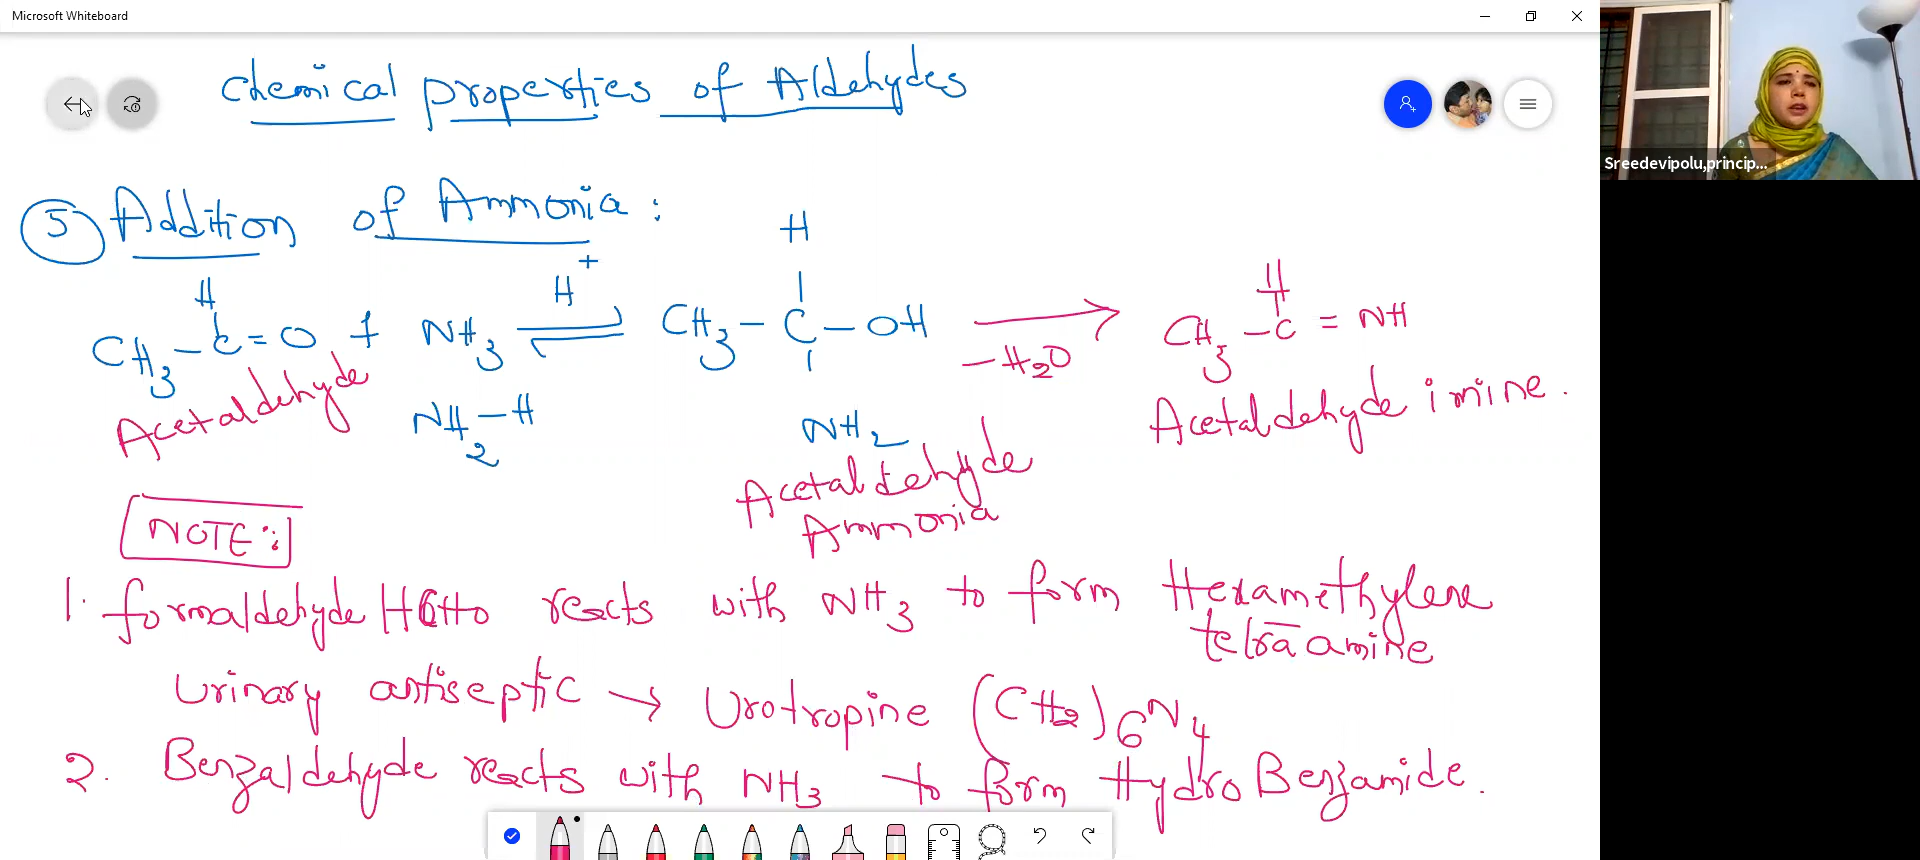 Microsoft Whiteboard
Chemical properties of Aldehydes
Sreedevipolu,princip...
5 Addition of Ammonia :
H H H
CH3 - C = O + NH3 H+ ⇌ CH3 - C - OH → CH3 - C = NH
- H2O
Acetaldehyde NH2 - H NH2 Acetaldehyde imine.
Acetaldehyde
Ammonia
NOTE:
1. formaldehyde HCHO reacts with NH3 to form Hexamethylene
tetraamine
Urinary antiseptic → Urotropine (CH2)6N4
2. Benzaldehyde reacts with NH3 to form HydroBenzamide.